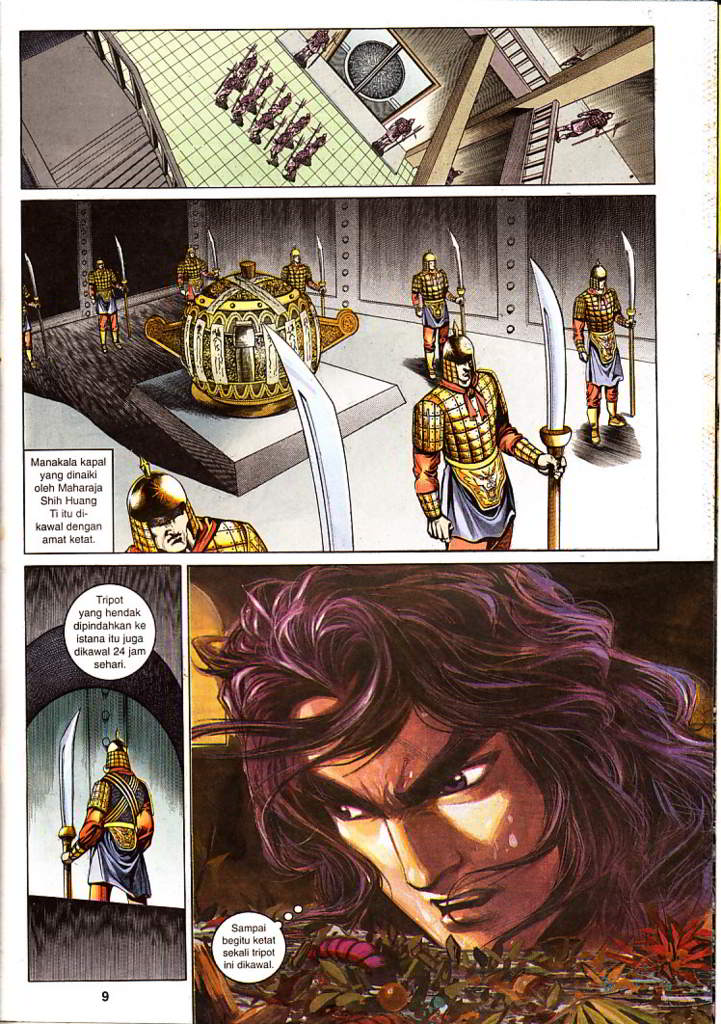 Manakala kapal
yang dinaiki
oleh Maharaja
Shih Huang
Ti itu di-
kawal dengan
amat ketat.
Tripot
yang hendak
dipindahkan ke
istana itu juga
dikawal 24 jam
sehari.
Sampai
begitu ketat
sekali tripot
ini dikawal.
9